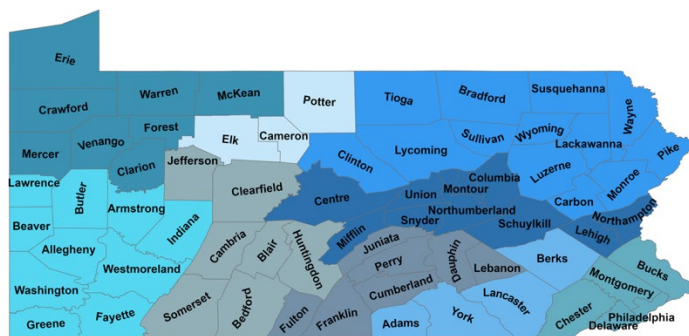 Erie
Crawford
Warren
McKean
Potter
Tioga
Bradford
Susquehanna
Wayne
Mercer
Venango
Forest
Elk
Cameron
Clinton
Lycoming
Sullivan
Wyoming
Lackawanna
Pike
Clarion
Jefferson
Clearfield
Centre
Union
Montour
Columbia
Luzerne
Monroe
Carbon
Northampton
Lawrence
Butler
Armstrong
Indiana
Mifflin
Snyder
Northumberland
Schuylkill
Lehigh
Beaver
Allegheny
Westmoreland
Cambria
Blair
Huntingdon
Juniata
Perry
Dauphin
Lebanon
Berks
Bucks
Montgomery
Washington
Greene
Fayette
Somerset
Bedford
Fulton
Franklin
Cumberland
Adams
York
Lancaster
Chester
Philadelphia
Delaware